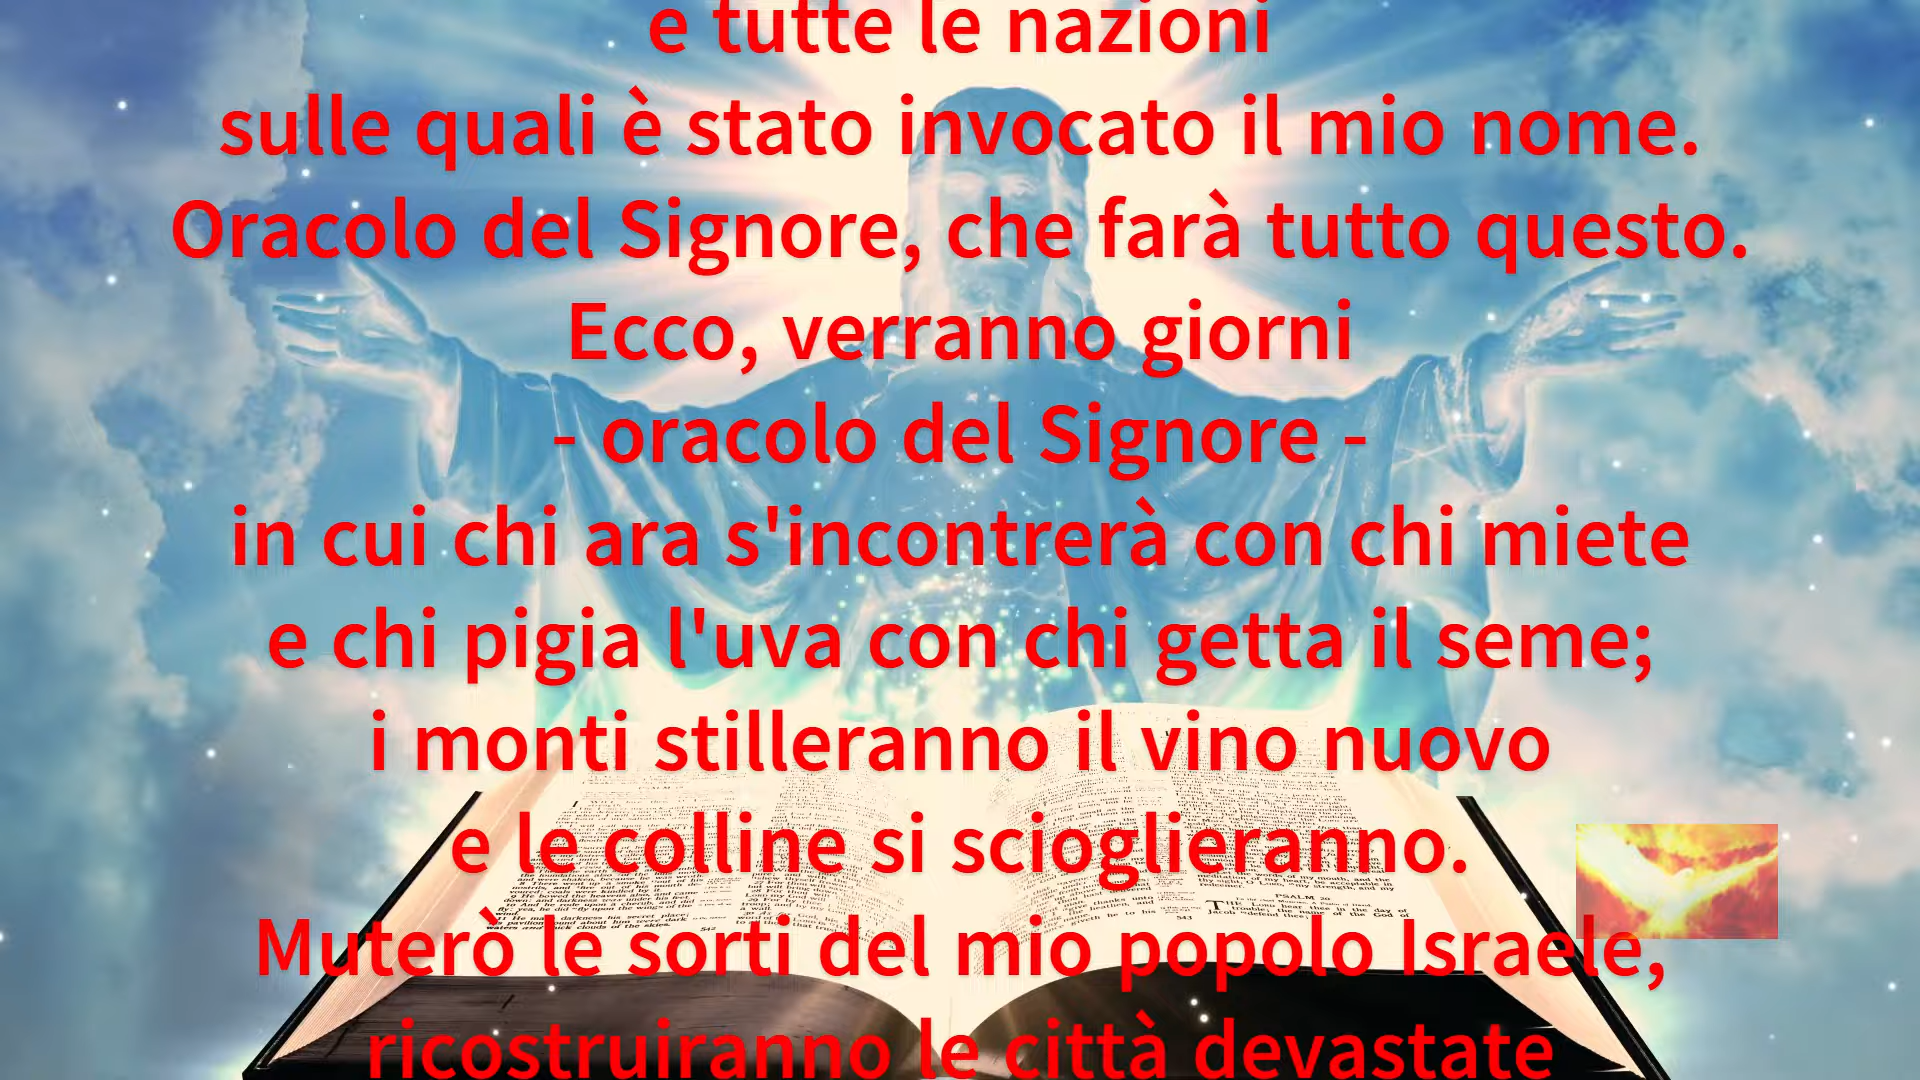 e tutte le nazioni
sulle quali è stato invocato il mio nome.
Oracolo del Signore, che farà tutto questo.
Ecco, verranno giorni
- oracolo del Signore -
in cui chi ara s'incontrerà con chi miete
e chi pigia l'uva con chi getta il seme;
i monti stilleranno il vino nuovo
e le colline si scioglieranno.
Muterò le sorti del mio popolo Israele,
ricostruiranno le città devastate